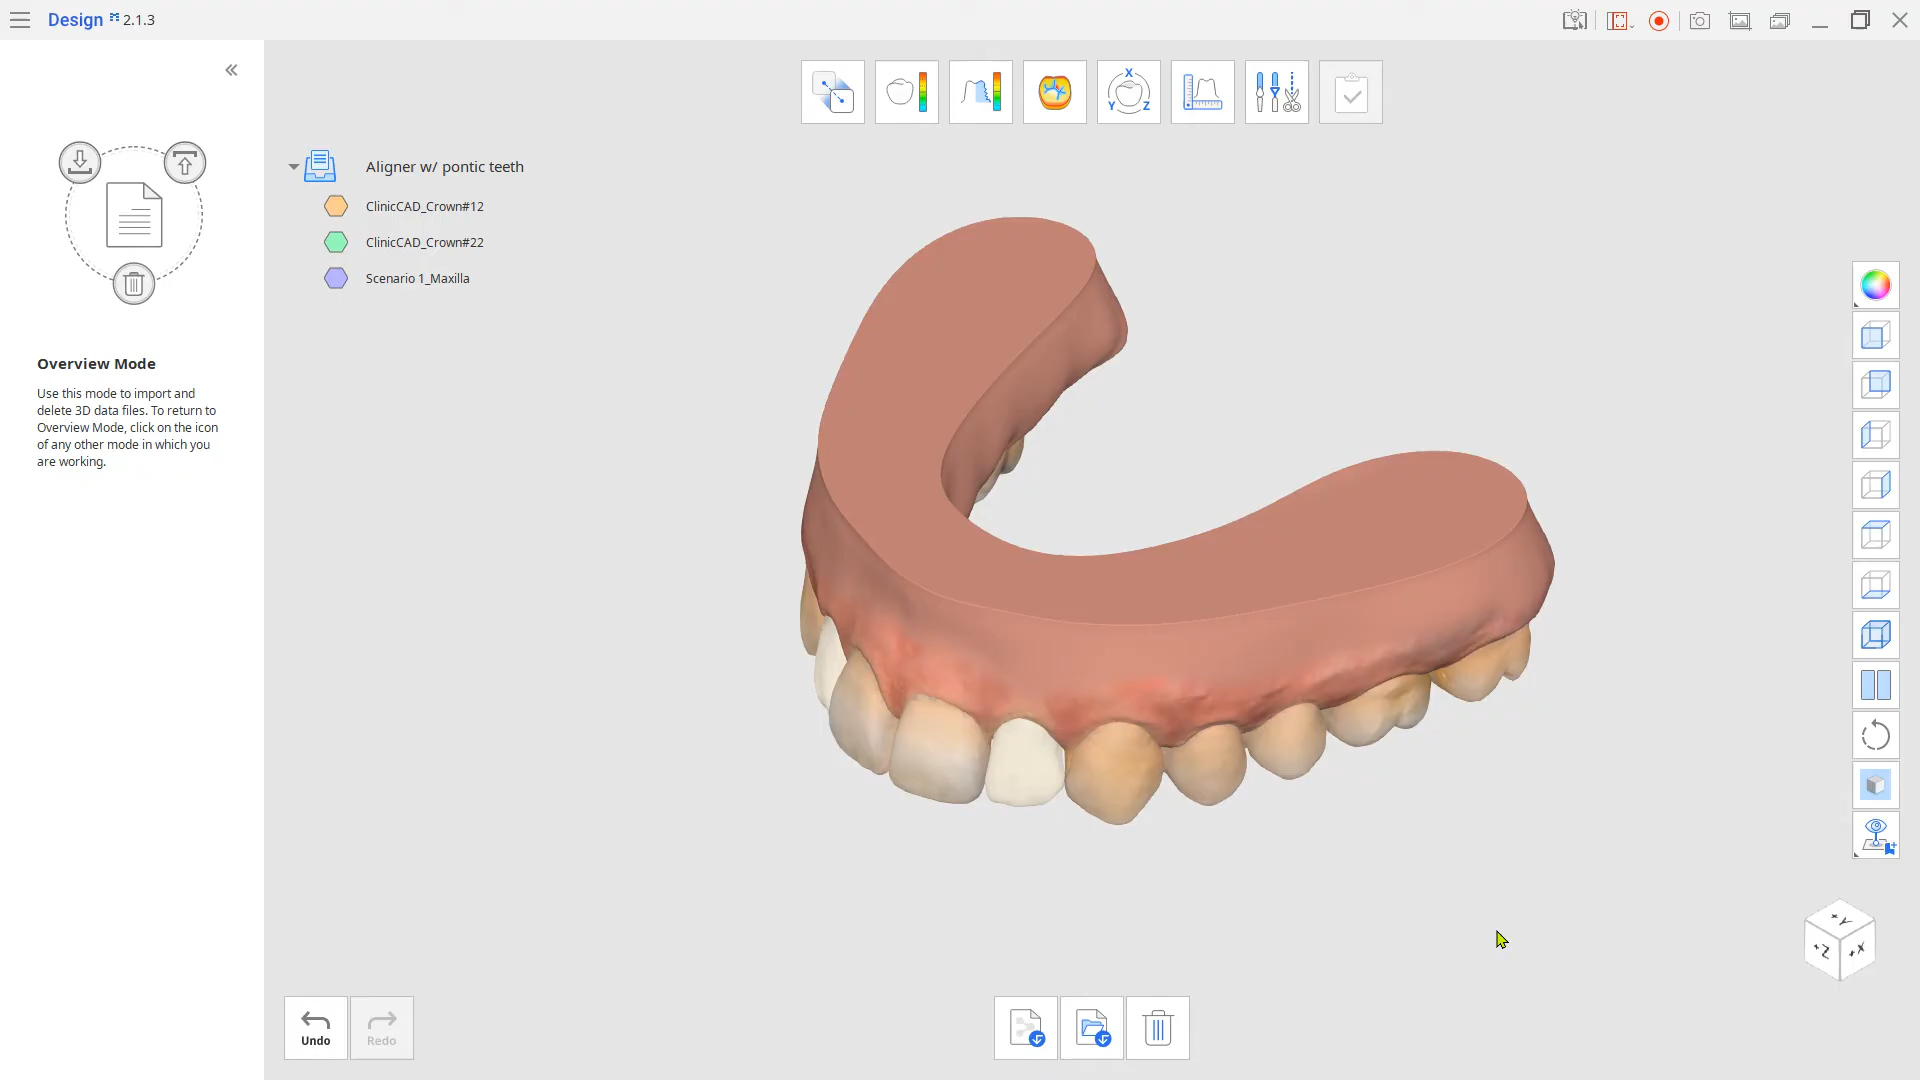 Design 2.1.3
Aligner w/ pontic teeth
ClinicCAD_Crown#12
ClinicCAD_Crown#22
Scenario 1_Maxilla
Overview Mode
Use this mode to import and
delete 3D data files. To return to
Overview Mode, click on the icon
of any other mode in which you
are working.
X
Y Z
+Y
+Z +X
Undo
Redo